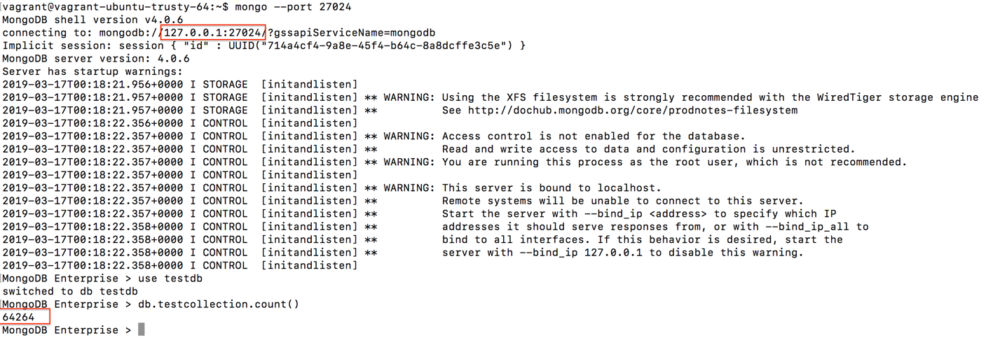 [vagrant@vagrant-ubuntu-trusty-64:~$ mongo --port 27024
MongoDB shell version v4.0.6
connecting to: mongodb://127.0.0.1:27024/?gssapiServiceName=mongodb
Implicit session: session { "id" : UUID("714a4cf4-9a8e-45f4-b64c-8a8dcffe3c5e") }
MongoDB server version: 4.0.6
Server has startup warnings:
2019-03-17T00:18:21.956+0000 I STORAGE  [initandlisten]
2019-03-17T00:18:21.957+0000 I STORAGE  [initandlisten] ** WARNING: Using the XFS filesystem is strongly recommended with the WiredTiger storage engine
2019-03-17T00:18:21.957+0000 I STORAGE  [initandlisten] **          See http://dochub.mongodb.org/core/prodnotes-filesystem
2019-03-17T00:18:22.356+0000 I CONTROL  [initandlisten]
2019-03-17T00:18:22.357+0000 I CONTROL  [initandlisten] ** WARNING: Access control is not enabled for the database.
2019-03-17T00:18:22.357+0000 I CONTROL  [initandlisten] **          Read and write access to data and configuration is unrestricted.
2019-03-17T00:18:22.357+0000 I CONTROL  [initandlisten] ** WARNING: You are running this process as the root user, which is not recommended.
2019-03-17T00:18:22.357+0000 I CONTROL  [initandlisten]
2019-03-17T00:18:22.357+0000 I CONTROL  [initandlisten] ** WARNING: This server is bound to localhost.
2019-03-17T00:18:22.357+0000 I CONTROL  [initandlisten] **          Remote systems will be unable to connect to this server.
2019-03-17T00:18:22.357+0000 I CONTROL  [initandlisten] **          Start the server with --bind_ip <address> to specify which IP
2019-03-17T00:18:22.358+0000 I CONTROL  [initandlisten] **          addresses it should serve responses from, or with --bind_ip_all to
2019-03-17T00:18:22.358+0000 I CONTROL  [initandlisten] **          bind to all interfaces. If this behavior is desired, start the
2019-03-17T00:18:22.358+0000 I CONTROL  [initandlisten] **          server with --bind_ip 127.0.0.1 to disable this warning.
2019-03-17T00:18:22.358+0000 I CONTROL  [initandlisten]
[MongoDB Enterprise > use testdb
switched to db testdb
[MongoDB Enterprise > db.testcollection.count()
64264
MongoDB Enterprise >